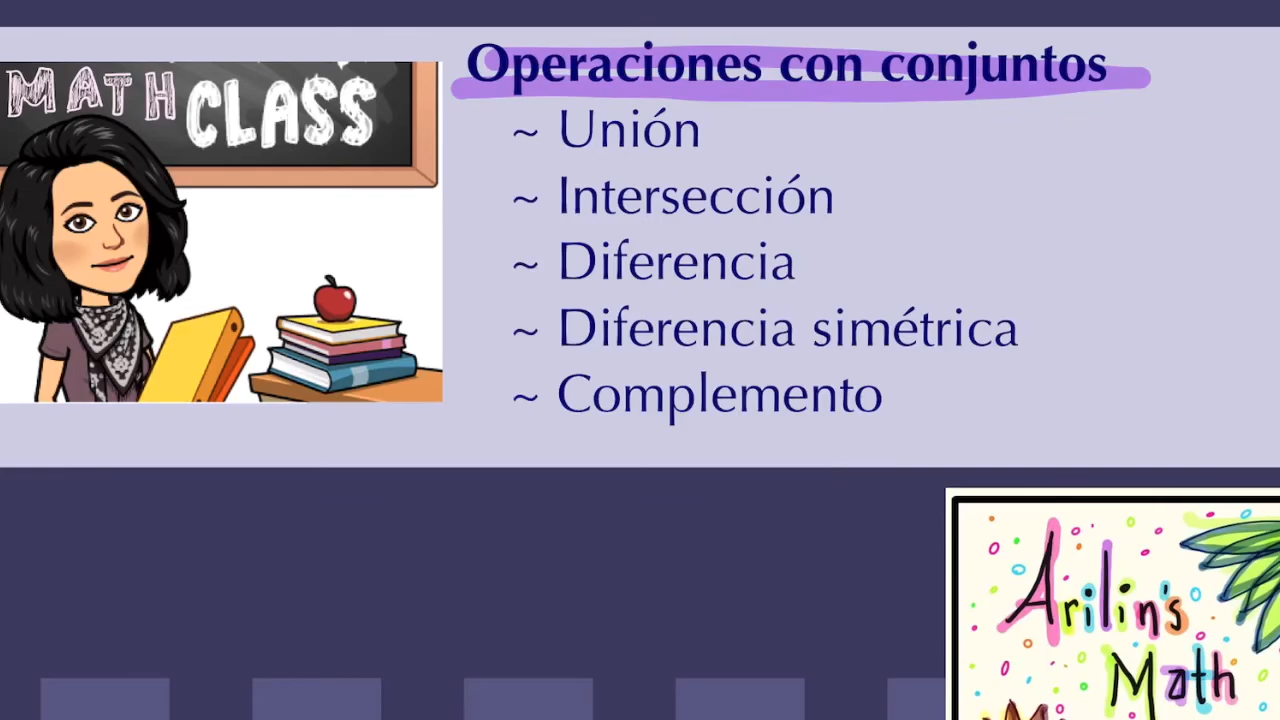 MATH CLASS
Operaciones con conjuntos
~ Unión
~ Intersección
~ Diferencia
~ Diferencia simétrica
~ Complemento
Arilin's
Math